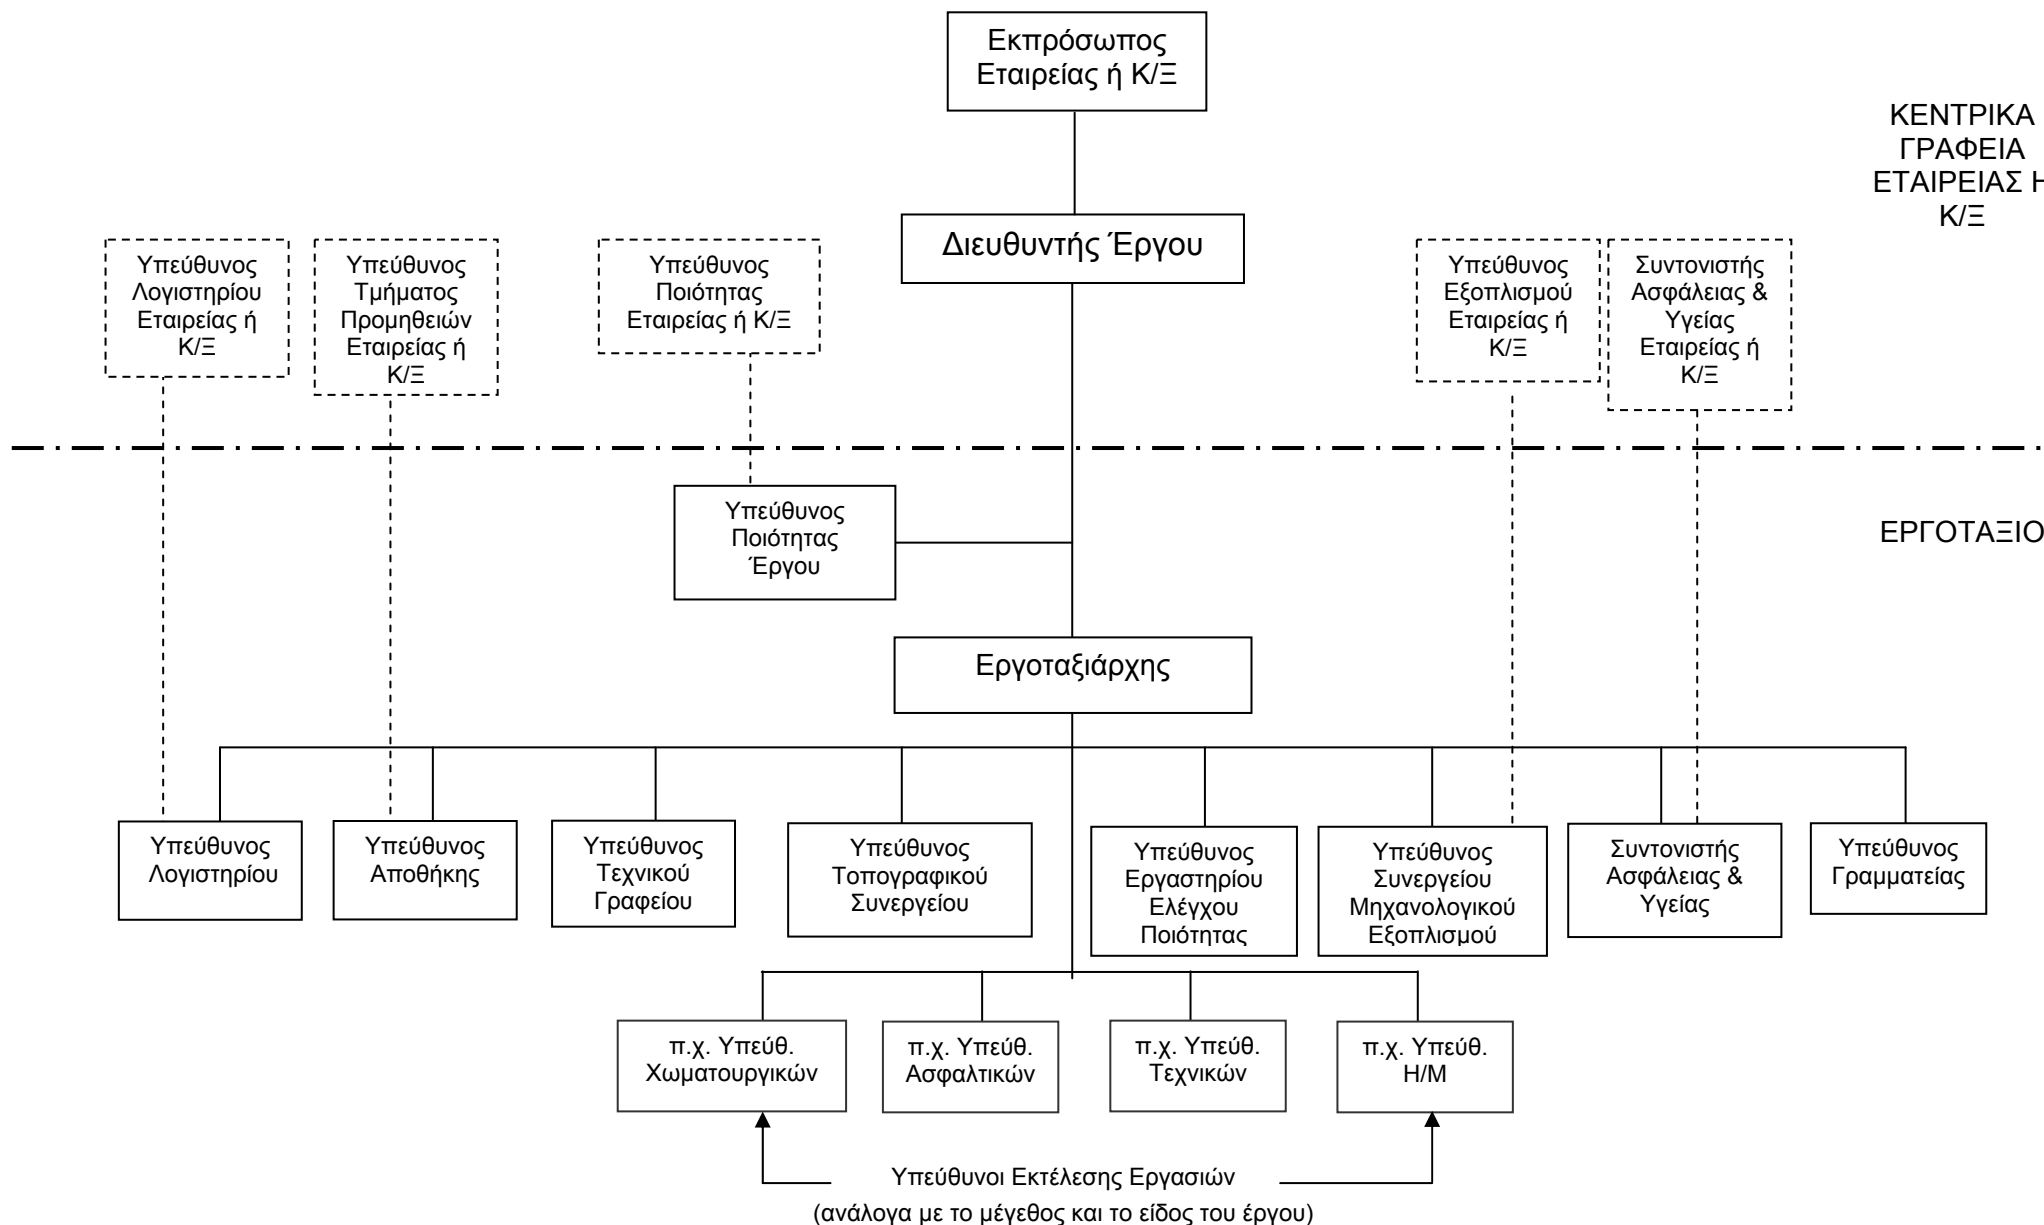 Εκπρόσωπος
Εταιρείας ή Κ/Ξ
ΚΕΝΤΡΙΚΑ
ΓΡΑΦΕΙΑ
ΕΤΑΙΡΕΙΑΣ Η
Κ/Ξ
Διευθυντής Έργου
Υπεύθυνος
Λογιστηρίου
Εταιρείας ή
Κ/Ξ
Υπεύθυνος
Τμήματος
Προμηθειών
Εταιρείας ή
Κ/Ξ
Υπεύθυνος
Ποιότητας
Εταιρείας ή Κ/Ξ
Υπεύθυνος
Εξοπλισμού
Εταιρείας ή
Κ/Ξ
Συντονιστής
Ασφάλειας &
Υγείας
Εταιρείας ή
Κ/Ξ
Υπεύθυνος
Ποιότητας
Έργου
ΕΡΓΟΤΑΞΙΟ
Εργοταξιάρχης
Υπεύθυνος
Λογιστηρίου
Υπεύθυνος
Αποθήκης
Υπεύθυνος
Τεχνικού
Γραφείου
Υπεύθυνος
Τοπογραφικού
Συνεργείου
Υπεύθυνος
Εργαστηρίου
Ελέγχου
Ποιότητας
Υπεύθυνος
Συνεργείου
Μηχανολογικού
Εξοπλισμού
Συντονιστής
Ασφάλειας &
Υγείας
Υπεύθυνος
Γραμματείας
π.χ. Υπεύθ.
Χωματουργικών
π.χ. Υπεύθ.
Ασφαλτικών
π.χ. Υπεύθ.
Τεχνικών
π.χ. Υπεύθ.
Η/Μ
Υπεύθυνοι Εκτέλεσης Εργασιών
(ανάλογα με το μέγεθος και το είδος του έργου)